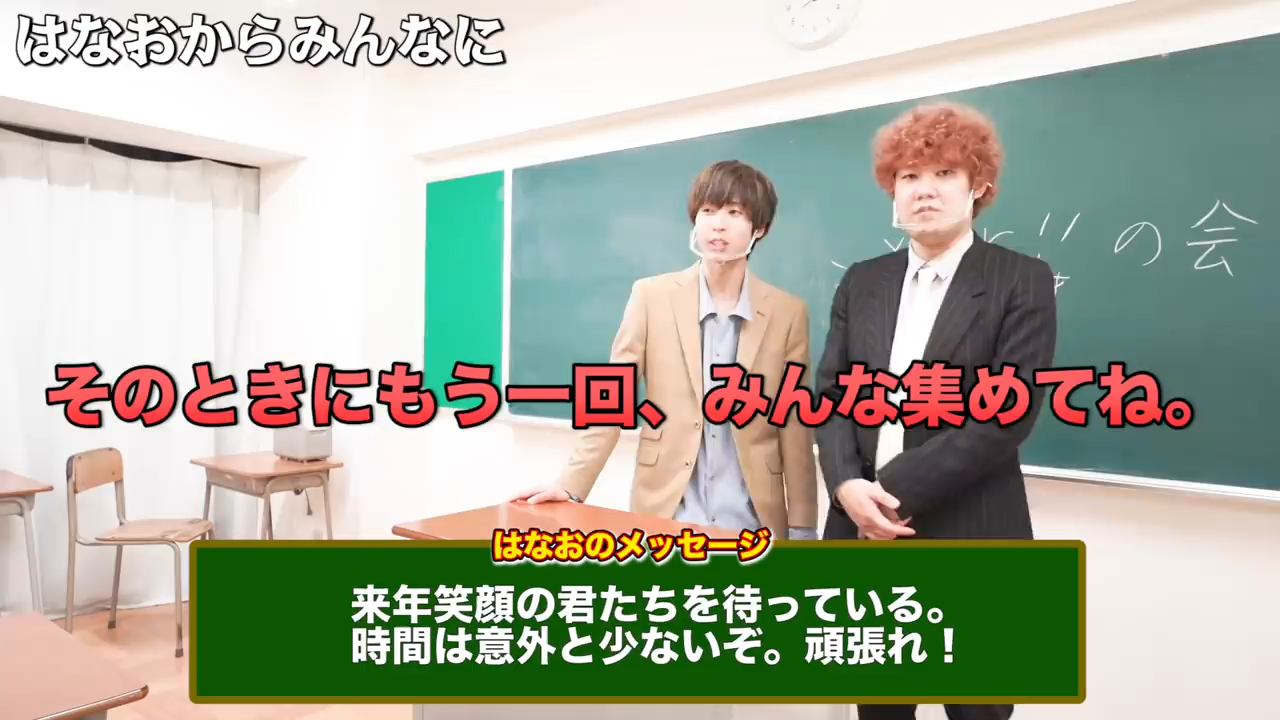 はなおからみんなに
の会
そのときにもう一回、みんな集めてね。
はなおのメッセージ
来年笑顔の君たちを待っている。
時間は意外と少ないぞ。頑張れ！